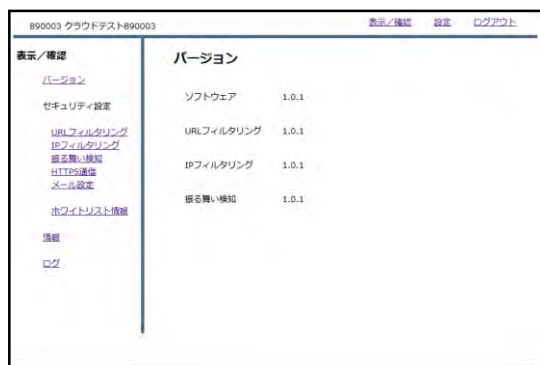 890003 クラウドテスト890003
表示／確認 設定 ログアウト
表示／確認
バージョン
セキュリティ設定
URLフィルタリング
IPフィルタリング
振る舞い検知
HTTPS通信
メール設定
ホワイトリスト情報
情報
ログ
バージョン
ソフトウェア 1.0.1
URLフィルタリング 1.0.1
IPフィルタリング 1.0.1
振る舞い検知 1.0.1